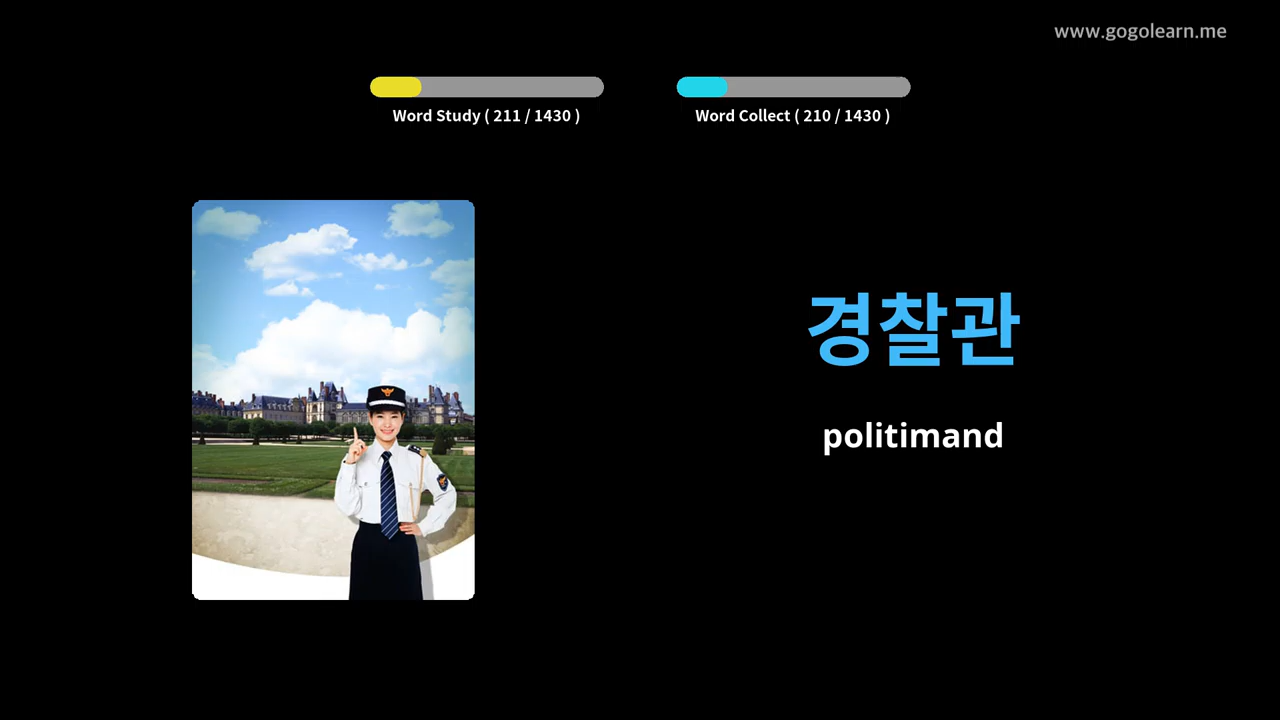 www.gogolearn.me
Word Study ( 211 / 1430 )
Word Collect ( 210 / 1430 )
경찰관
politimand